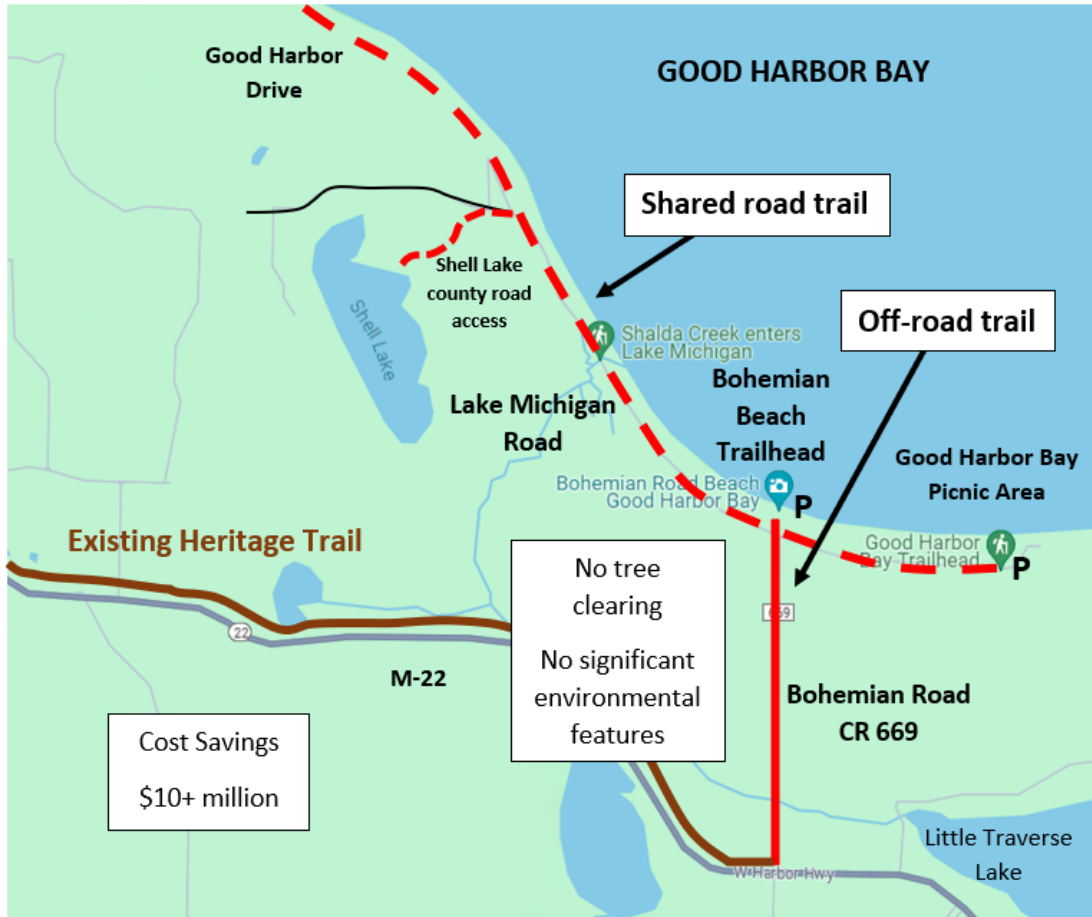 Good Harbor
Drive
GOOD HARBOR BAY
Shared road trail
Shell Lake
county road
access
Shell Lake
Off-road trail
Shalda Creek enters
Lake Michigan
Lake Michigan
Road
Bohemian
Beach
Trailhead
Bohemian Road Beach
Good Harbor Bay
P
Good Harbor Bay
Picnic Area
Good Harbor
Bay Trailhead
P
Existing Heritage Trail
No tree
clearing
No significant
environmental
features
669
22
M-22
Bohemian Road
CR 669
Cost Savings
$10+ million
W Harbor Hwy
Little Traverse
Lake